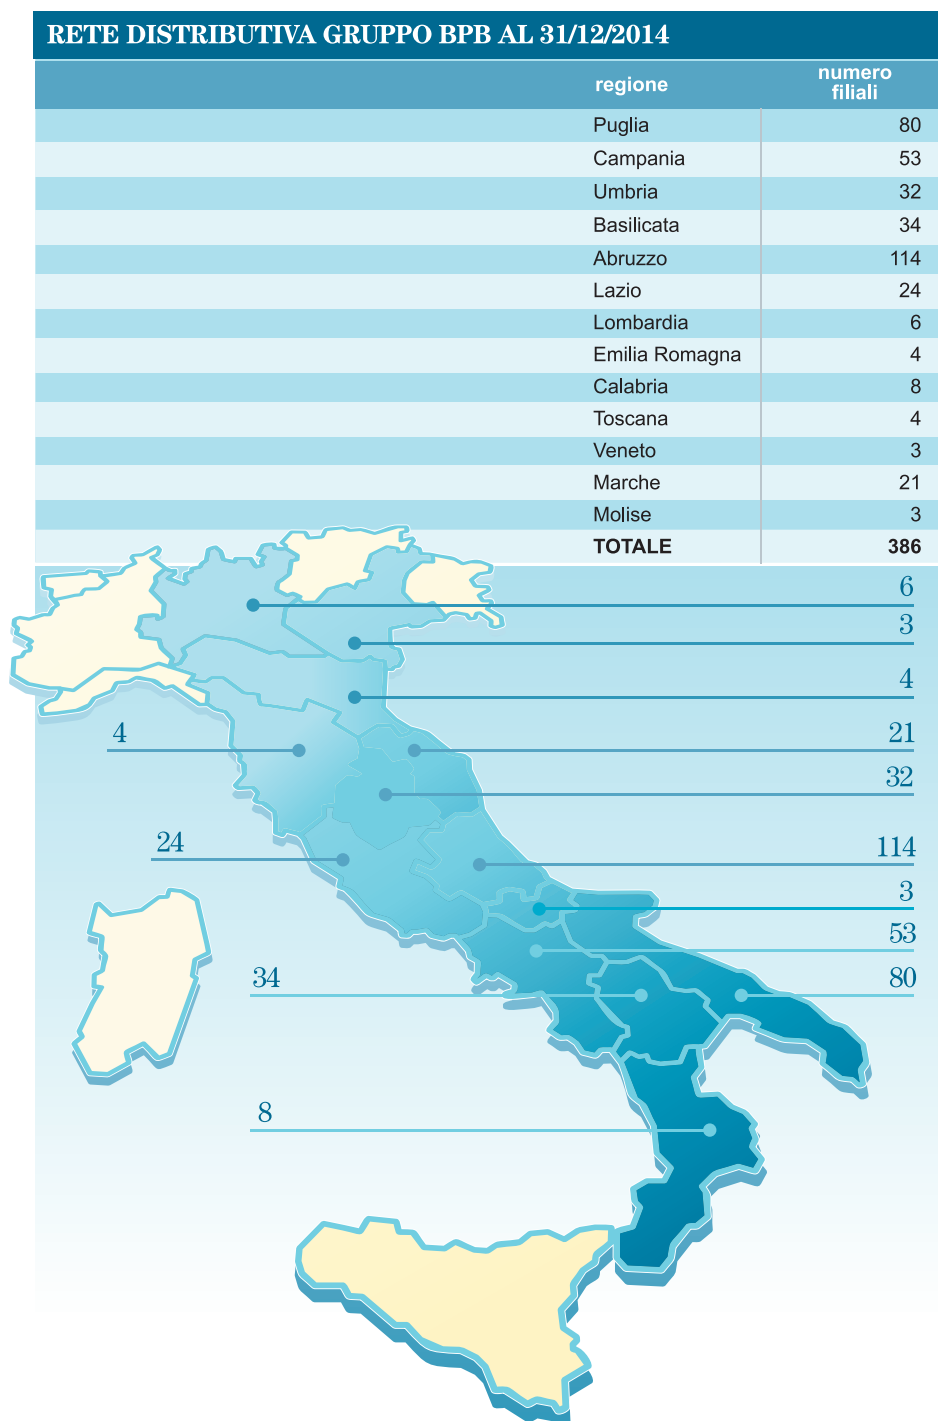 RETE DISTRIBUTIVA GRUPPO BPB AL 31/12/2014
regione numero filiali
Puglia 80
Campania 53
Umbria 32
Basilicata 34
Abruzzo 114
Lazio 24
Lombardia 6
Emilia Romagna 4
Calabria 8
Toscana 4
Veneto 3
Marche 21
Molise 3
TOTALE 386
6
3
4
4 21
32
24 114
3
53
34 80
8